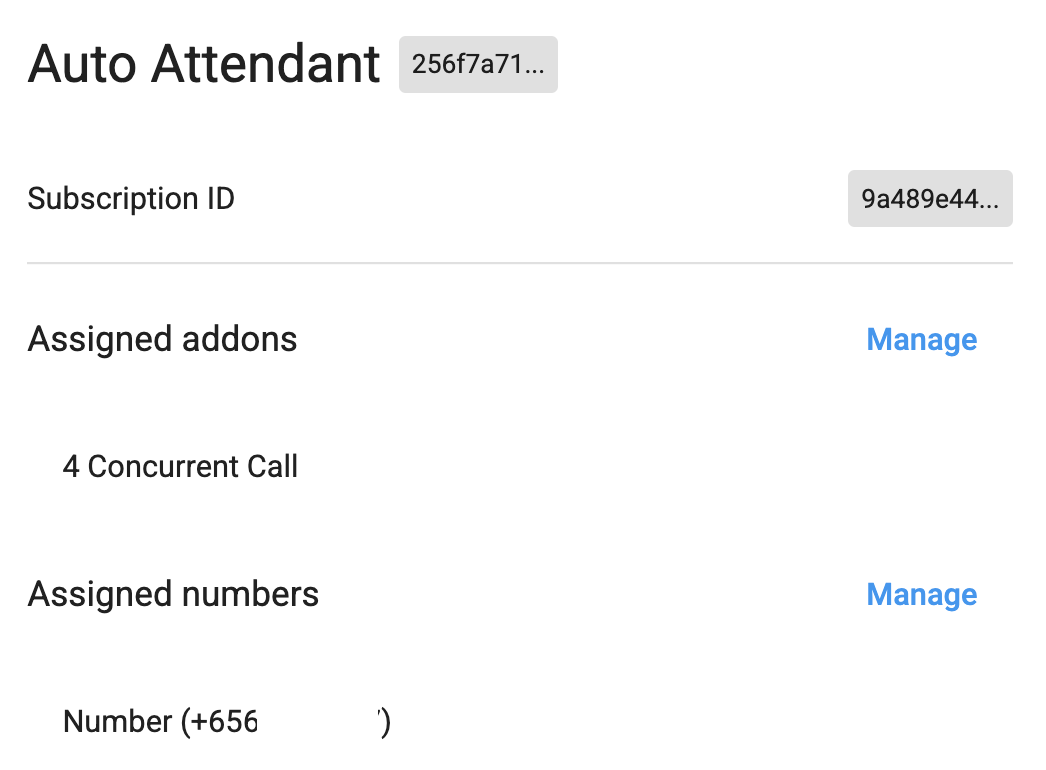 Auto Attendant 256f7a71...
Subscription ID 9a489e44...
Assigned addons Manage
4 Concurrent Call
Assigned numbers Manage
Number (+656 )